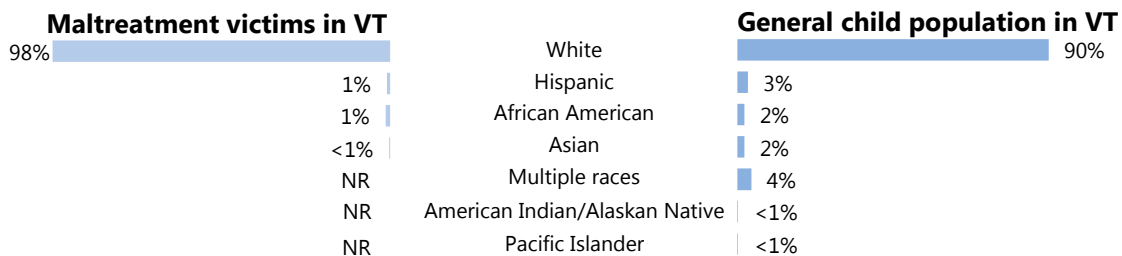 Maltreatment victims in VT General child population in VT
98% White 90%
1% Hispanic 3%
1% African American 2%
<1% Asian 2%
NR Multiple races 4%
NR American Indian/Alaskan Native <1%
NR Pacific Islander <1%